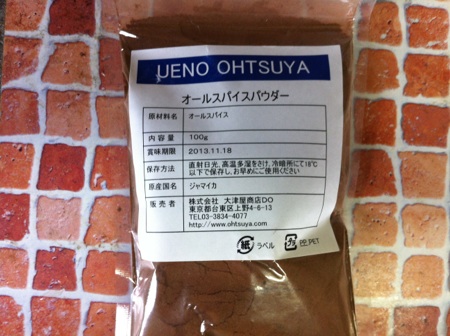 UENO OHTSUYA
オールスパイスパウダー
原材料名 オールスパイス
内容量 100g
賞味期限 2013.11.18
保存方法 直射日光、高温多湿をさけ、冷暗所にて18℃
以下で保存し、お早めにご使用ください
原産国名 ジャマイカ
販売者 株式会社 大津屋商店DO
東京都台東区上野4-6-13
TEL03-3834-4077
http://www.ohtsuya.com
紙 ラベル プラ PP,PET